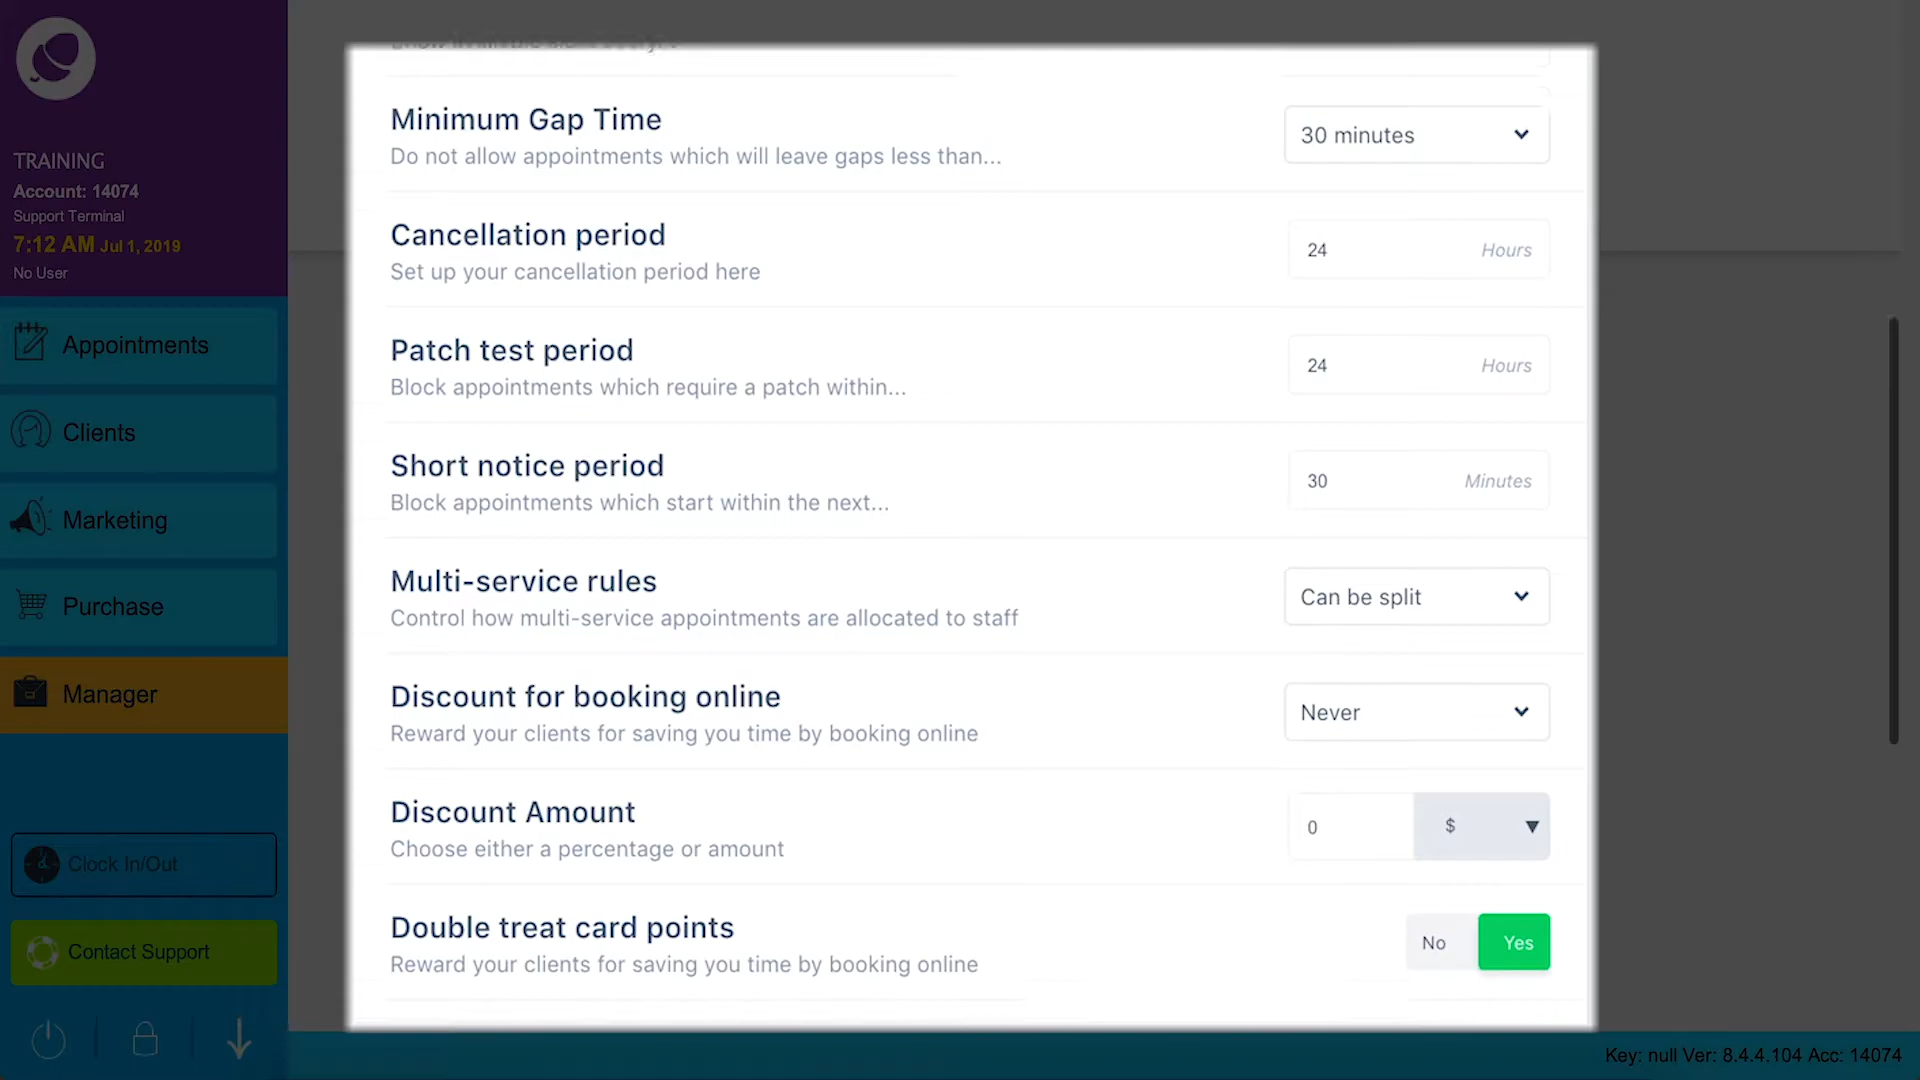 TRAINING
Account: 14074
Support Terminal
7:12 AM Jul 1, 2019
No User
Appointments
Clients
Marketing
Purchase
Manager
Clock In/Out
Contact Support
Minimum Gap Time
30 minutes
Do not allow appointments which will leave gaps less than...
Cancellation period
24 Hours
Set up your cancellation period here
Patch test period
24 Hours
Block appointments which require a patch within...
Short notice period
30 Minutes
Block appointments which start within the next...
Multi-service rules
Can be split
Control how multi-service appointments are allocated to staff
Discount for booking online
Never
Reward your clients for saving you time by booking online
Discount Amount
0 $
Choose either a percentage or amount
Double treat card points
No Yes
Reward your clients for saving you time by booking online
Key: null Ver: 8.4.4.104 Acc: 14074